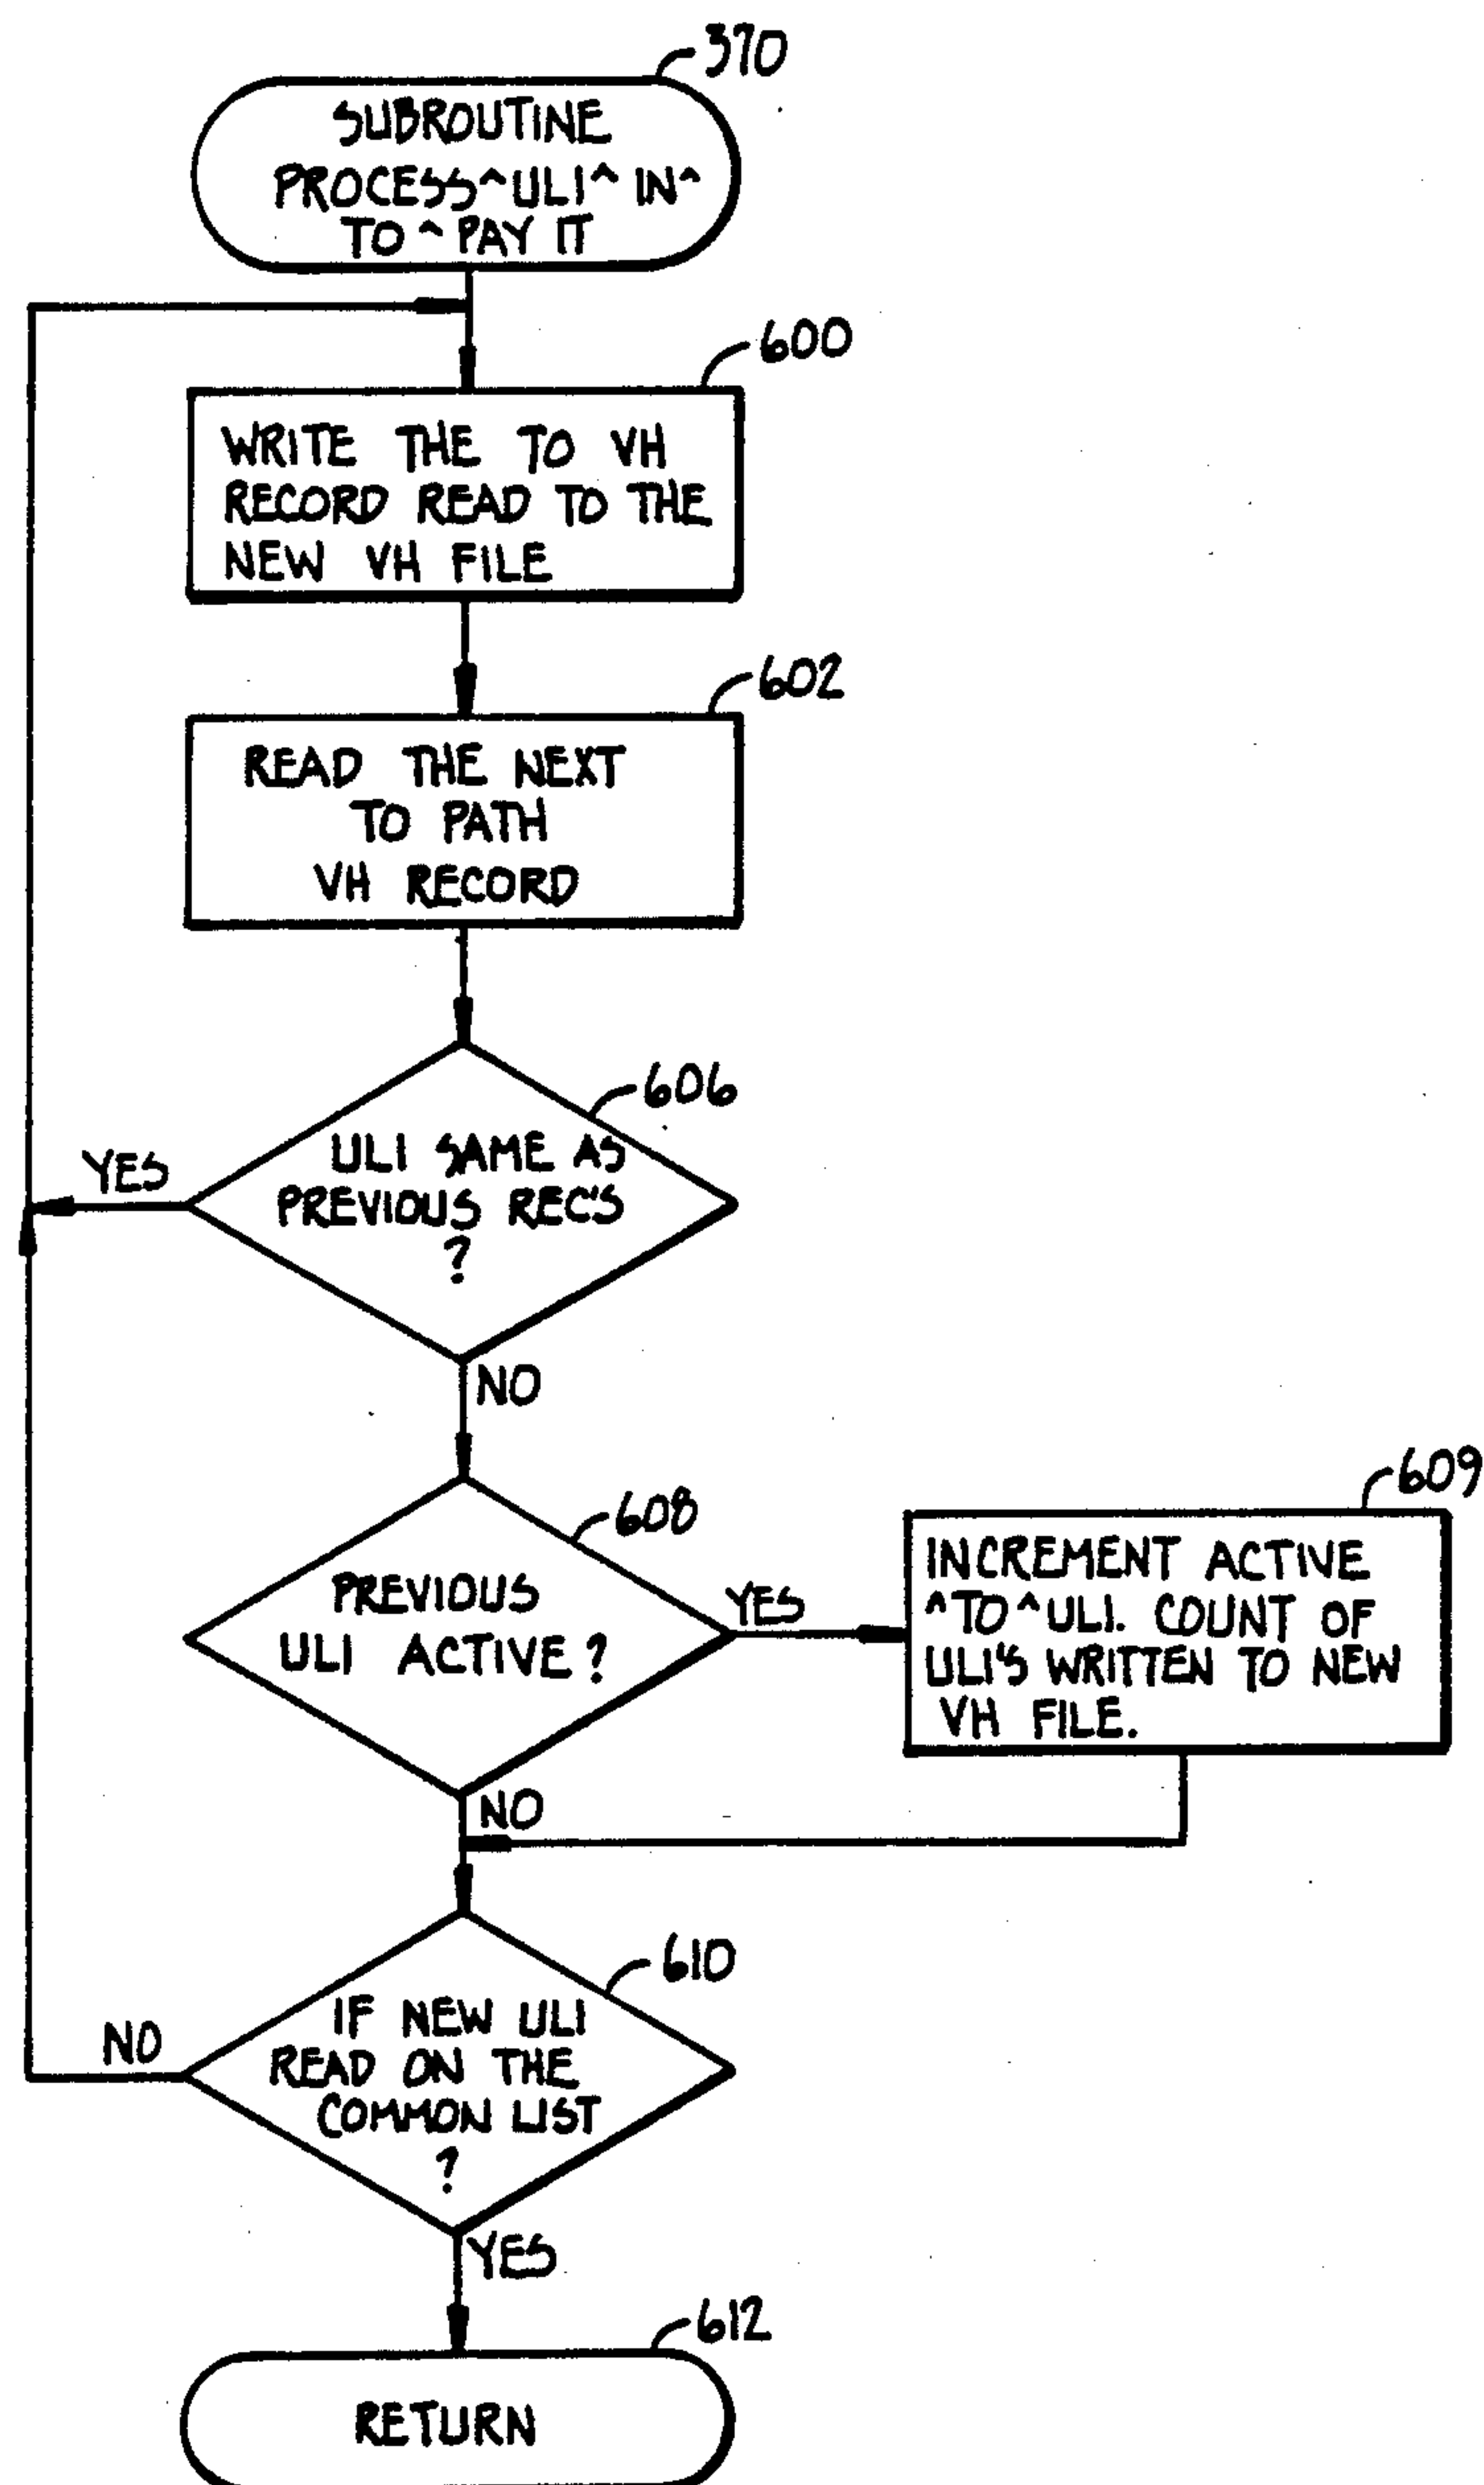 370
SUBROUTINE
PROCESS^ULI^IN^
TO^PAY IT
600
WRITE THE TO VH
RECORD READ TO THE
NEW VH FILE
602
READ THE NEXT
TO PATH
VH RECORD
606
ULI SAME AS
PREVIOUS REC'S
?
YES
NO
608
PREVIOUS
ULI ACTIVE?
YES
609
INCREMENT ACTIVE
^TO^ULI. COUNT OF
ULI'S WRITTEN TO NEW
VH FILE.
NO
610
IF NEW ULI
READ ON THE
COMMON LIST
?
NO
YES
612
RETURN